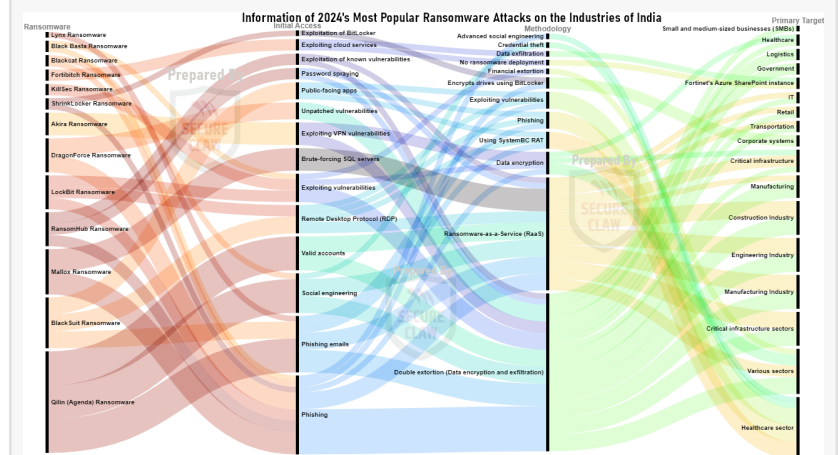 Information of 2024's Most Popular Ransomware Attacks on the Industries of India
Ransomware
Initial Access
Methodology
Primary Target
Lynx Ransomware
Black Basta Ransomware
Blackcat Ransomware
Fortibitch Ransomware
KillSec Ransomware
ShrinkLocker Ransomware
Akira Ransomware
DragonForce Ransomware
LockBit Ransomware
RansomHub Ransomware
Mallox Ransomware
BlackSuit Ransomware
Qilin (Agenda) Ransomware
Exploitation of BitLocker
Exploiting cloud services
Exploitation of known vulnerabilities
Password spraying
Public-facing apps
Unpatched vulnerabilities
Exploiting VPN vulnerabilities
Brute-forcing SQL servers
Exploiting vulnerabilities
Remote Desktop Protocol (RDP)
Valid accounts
Social engineering
Phishing emails
Phishing
Advanced social engineering
Credential theft
Data exfiltration
No ransomware deployment
Financial extortion
Encrypts drives using BitLocker
Exploiting vulnerabilities
Phishing
Using SystemBC RAT
Data encryption
Ransomware-as-a-Service (RaaS)
Double extortion (Data encryption and exfiltration)
Small and medium-sized businesses (SMBs)
Healthcare
Logistics
Government
Fortinet's Azure SharePoint instance
IT
Retail
Transportation
Corporate systems
Critical infrastructure
Manufacturing
Construction Industry
Engineering Industry
Manufacturing Industry
Critical infrastructure sectors
Various sectors
Healthcare sector
Prepared By
SECURE
CLAW
Prepared By
SECURE
CLAW
Prepared By
SECURE
CLAW